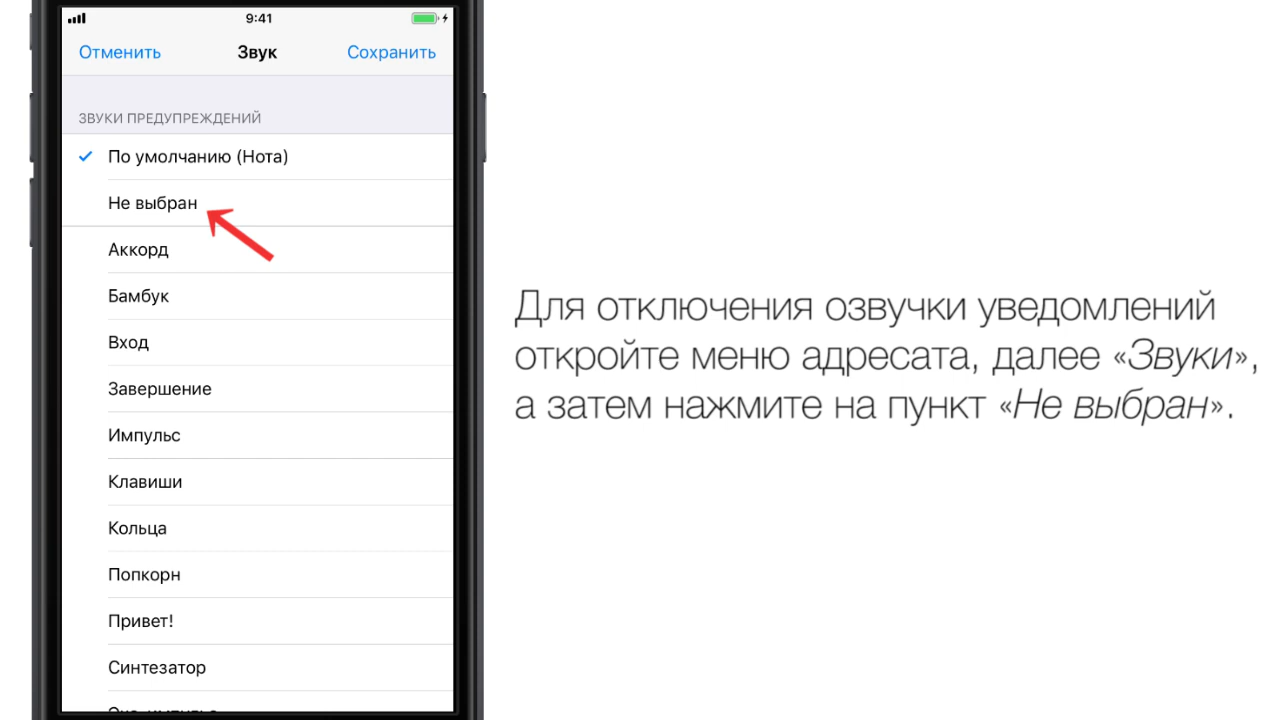 9:41
Отменить Звук Сохранить
ЗВУКИ ПРЕДУПРЕЖДЕНИЙ
По умолчанию (Нота)
Не выбран
Аккорд
Бамбук
Вход
Завершение
Импульс
Клавиши
Кольца
Попкорн
Привет!
Синтезатор
Для отключения озвучки уведомлений
откройте меню адресата, далее «Звуки»,
а затем нажмите на пункт «Не выбран».